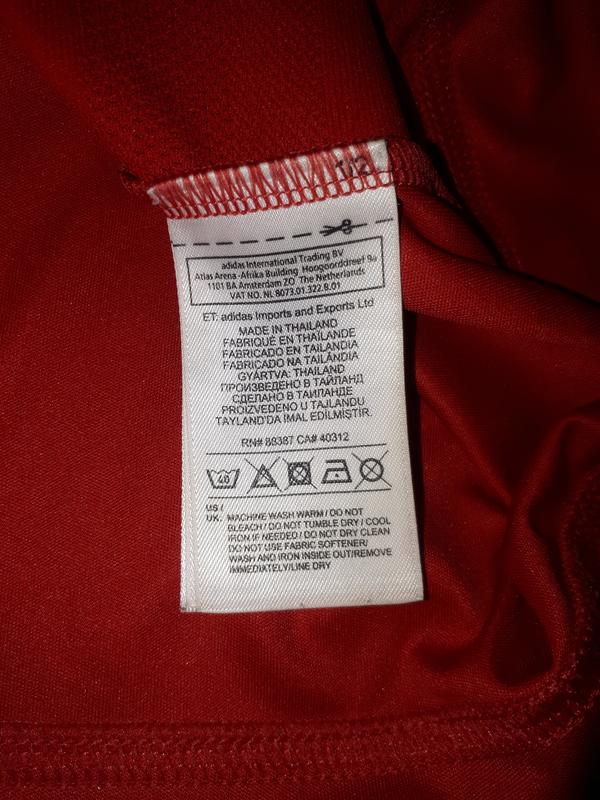 1/2
adidas International Trading BV
Atlas Arena -Afrika Building Hoogoorddreef 9a
1101 BA Amsterdam ZO The Netherlands
VAT NO. NL 8073.01.322.B.01
ET: adidas Imports and Exports Ltd
MADE IN THAILAND
FABRIQUÉ EN THAÏLANDE
FABRICADO EN TAILANDIA
FABRICADO NA TAILÂNDIA
GYÁRTVA: THAILAND
ПРОИЗВЕДЕНО В ТАЙЛАНД
СДЕЛАНО В ТАИЛАНДЕ
PROIZVEDENO U TAJLANDU
TAYLAND'DA İMAL EDİLMİŞTİR.
RN# 88387 CA# 40312
40
US /
UK: MACHINE WASH WARM / DO NOT
BLEACH / DO NOT TUMBLE DRY / COOL
IRON IF NEEDED / DO NOT DRY CLEAN
DO NOT USE FABRIC SOFTENER/
WASH AND IRON INSIDE OUT/REMOVE
IMMEDIATELY/LINE DRY